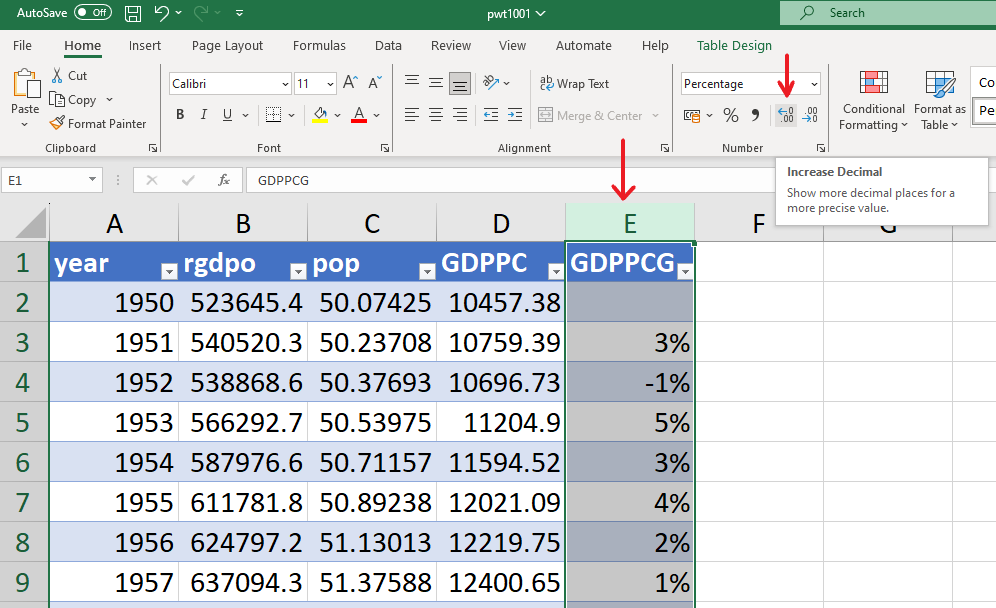 AutoSave Off pwt1001 Search
File Home Insert Page Layout Formulas Data Review View Automate Help Table Design
Paste
Cut
Copy
Format Painter
Clipboard
Calibri 11
B I U A
Font
ab Wrap Text
Merge & Center
Alignment
Percentage
% 9 .00 .00
Number
Conditional
Formatting
Format as
Table
Co
Pe
E1 fx GDPPCG
Increase Decimal
Show more decimal places for a
more precise value.
A B C D E F G
1 year rgdpo pop GDPPC GDPPCG
2 1950 523645.4 50.07425 10457.38
3 1951 540520.3 50.23708 10759.39 3%
4 1952 538868.6 50.37693 10696.73 -1%
5 1953 566292.7 50.53975 11204.9 5%
6 1954 587976.6 50.71157 11594.52 3%
7 1955 611781.8 50.89238 12021.09 4%
8 1956 624797.2 51.13013 12219.75 2%
9 1957 637094.3 51.37588 12400.65 1%